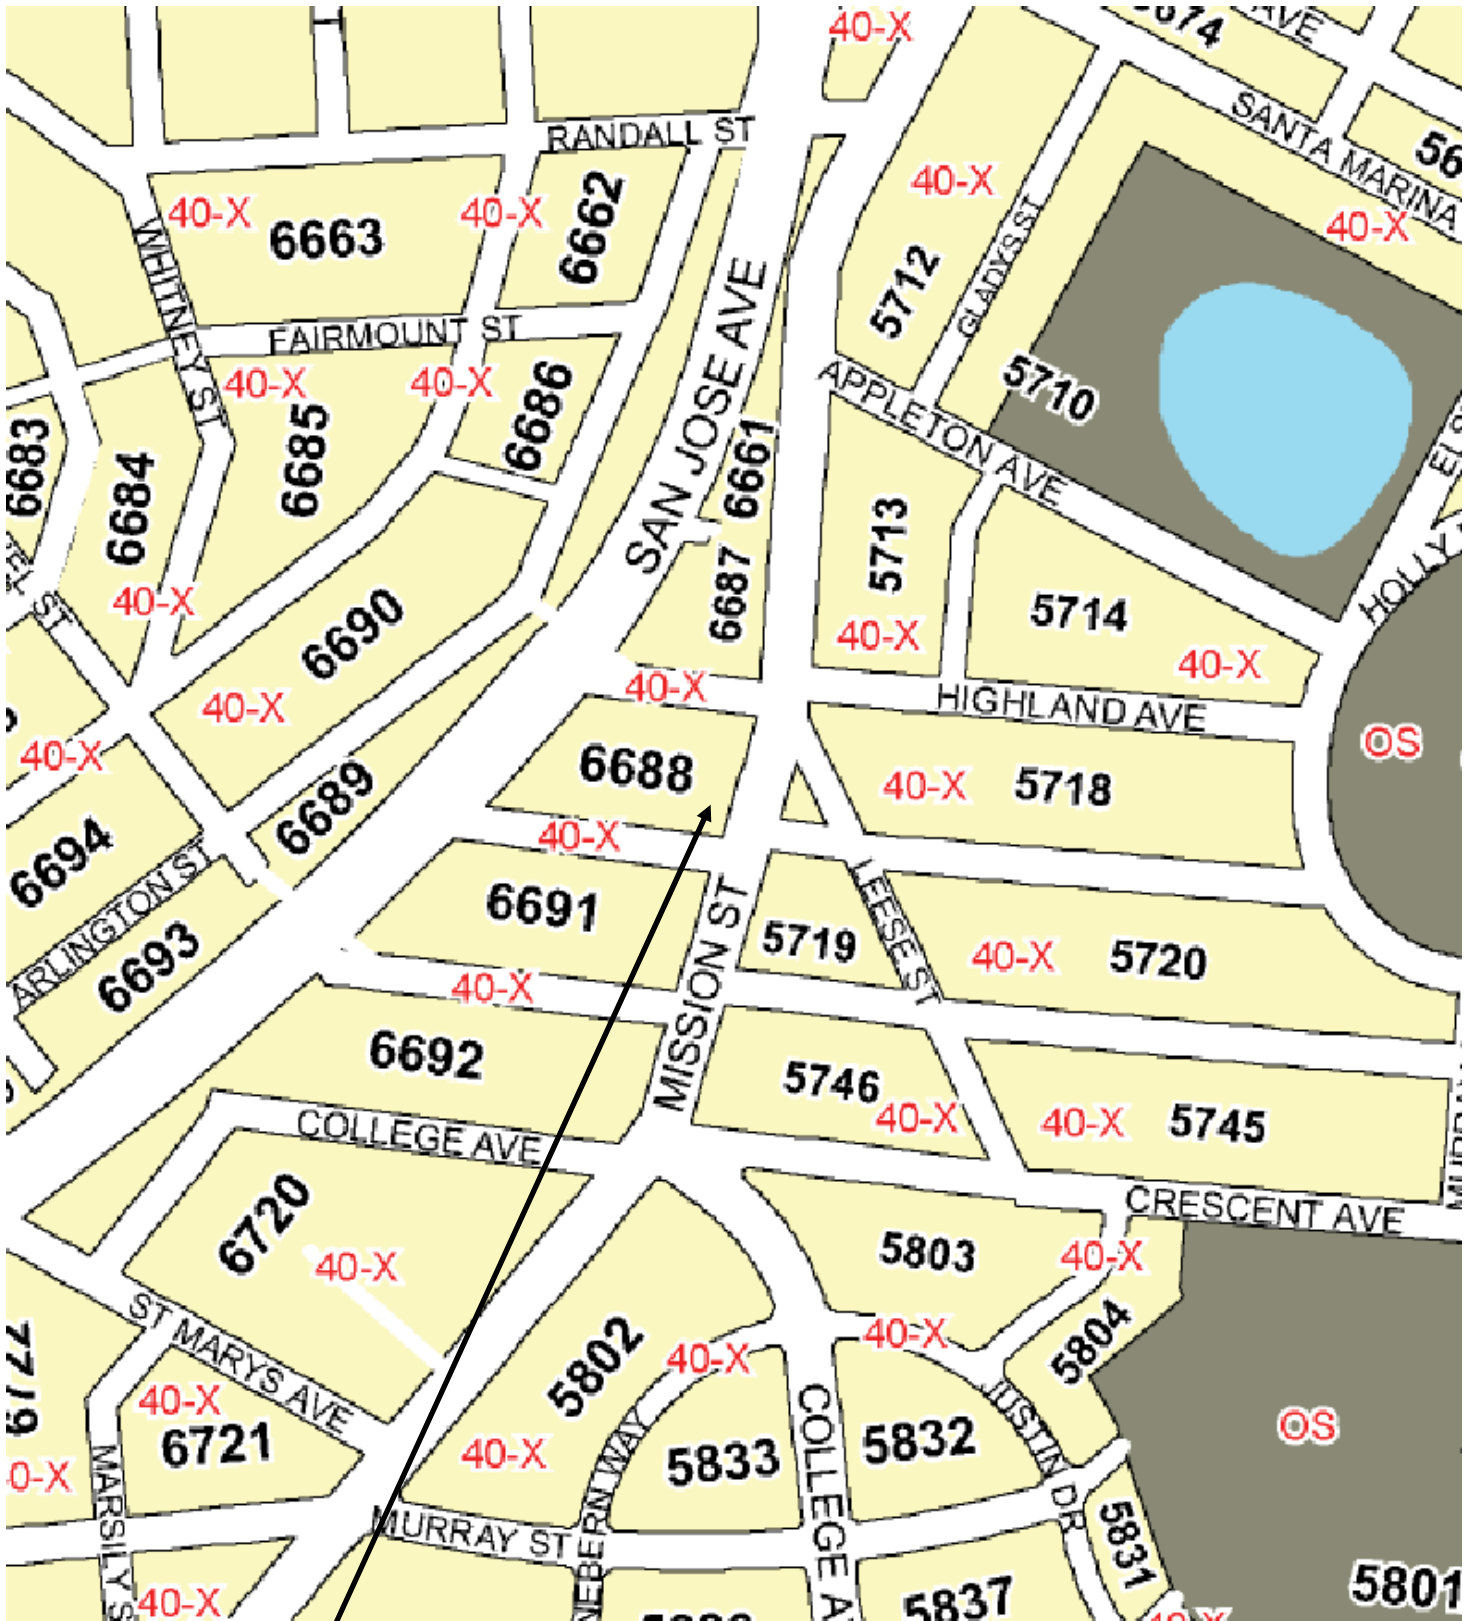 40-X
AVE
SANTA MARINA
RANDALL ST
40-X
40-X
40-X
40-X
6663
6662
WHITNEY ST
SAN JOSE AVE
5712
GLADYS ST
FAIRMOUNT ST
40-X
40-X
6685
6686
APPLETON AVE
5710
6683
6684
6661
5713
HOLLY
ST
40-X
6690
6687
5714
40-X
40-X
40-X
40-X
HIGHLAND AVE
40-X
OS
6688
40-X
5718
6689
40-X
6694
ARLINGTON ST
6691
MISSION ST
LEESE ST
5719
40-X
5720
6693
40-X
6692
5746
40-X
40-X
5745
COLLEGE AVE
CRESCENT AVE
6720
40-X
5803
40-X
ST MARYS AVE
5802
40-X
40-X
5804
6722
40-X
6721
40-X
5833
COLLEGE A
5832
JUSTIN DR
OS
MARSILY S
MURRAY ST
5831
40-X
5837
5801